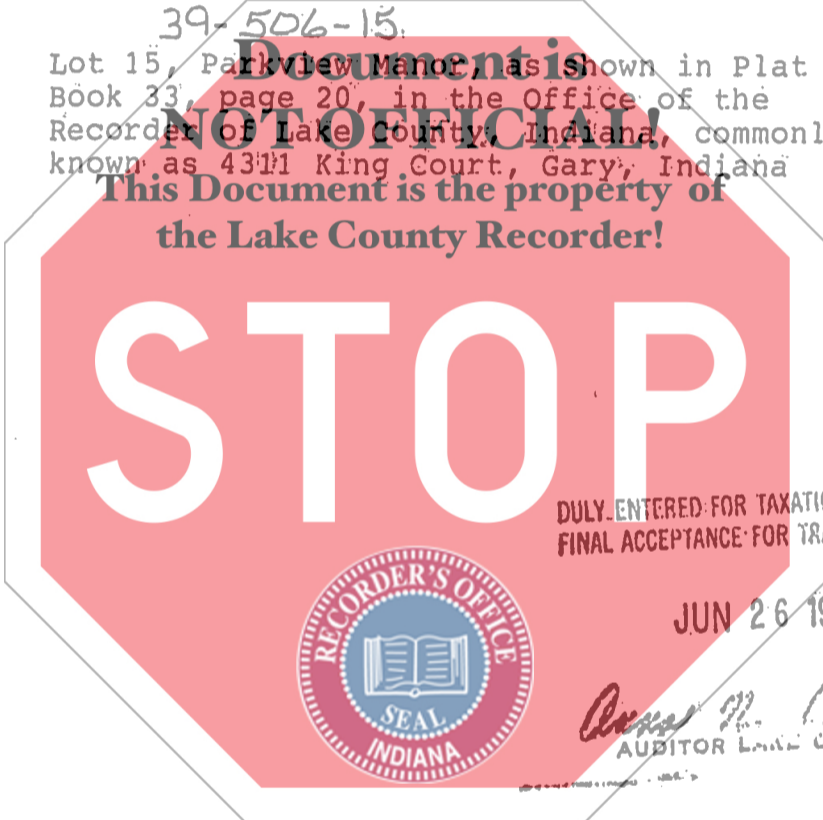 39-506-15
Document is
Lot 15, Parkview Manor, as shown in Plat
Book 33, page 20, in the Office of the
NOT OFFICIAL!
Recorder of Lake County, Indiana, commonl
known as 4311 King Court, Gary, Indiana
This Document is the property of
the Lake County Recorder!
STOP
DULY ENTERED FOR TAXATIO
FINAL ACCEPTANCE FOR TRA
JUN 26 19
RECORDER'S OFFICE
SEAL
INDIANA
AUDITOR LAKE C